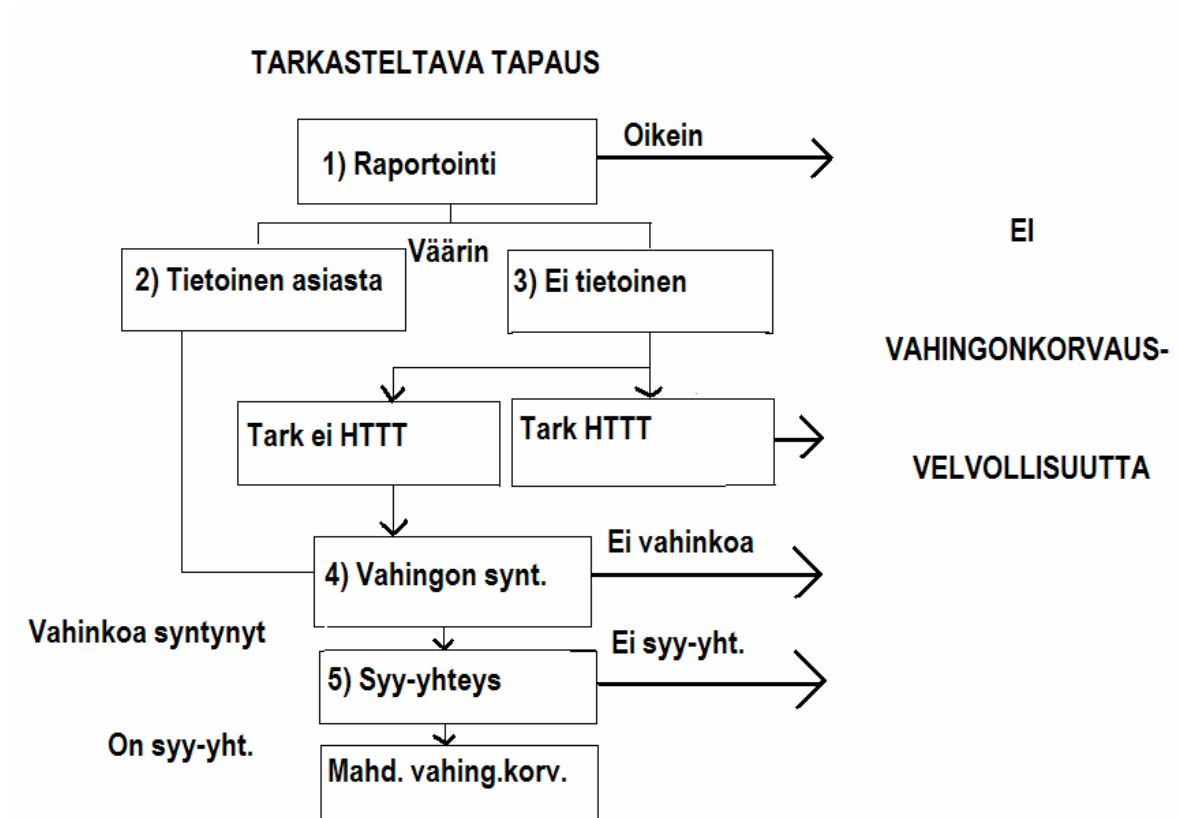 TARKASTELTAVA TAPAUS
1) Raportointi
Oikein
EI
Väärin
2) Tietoinen asiasta
3) Ei tietoinen
VAHINGONKORVAUS-
Tark ei HTTT
Tark HTTT
VELVOLLISUUTTA
Ei vahinkoa
4) Vahingon synt.
Vahinkoa syntynyt
Ei syy-yht.
5) Syy-yhteys
On syy-yht.
Mahd. vahing.korv.